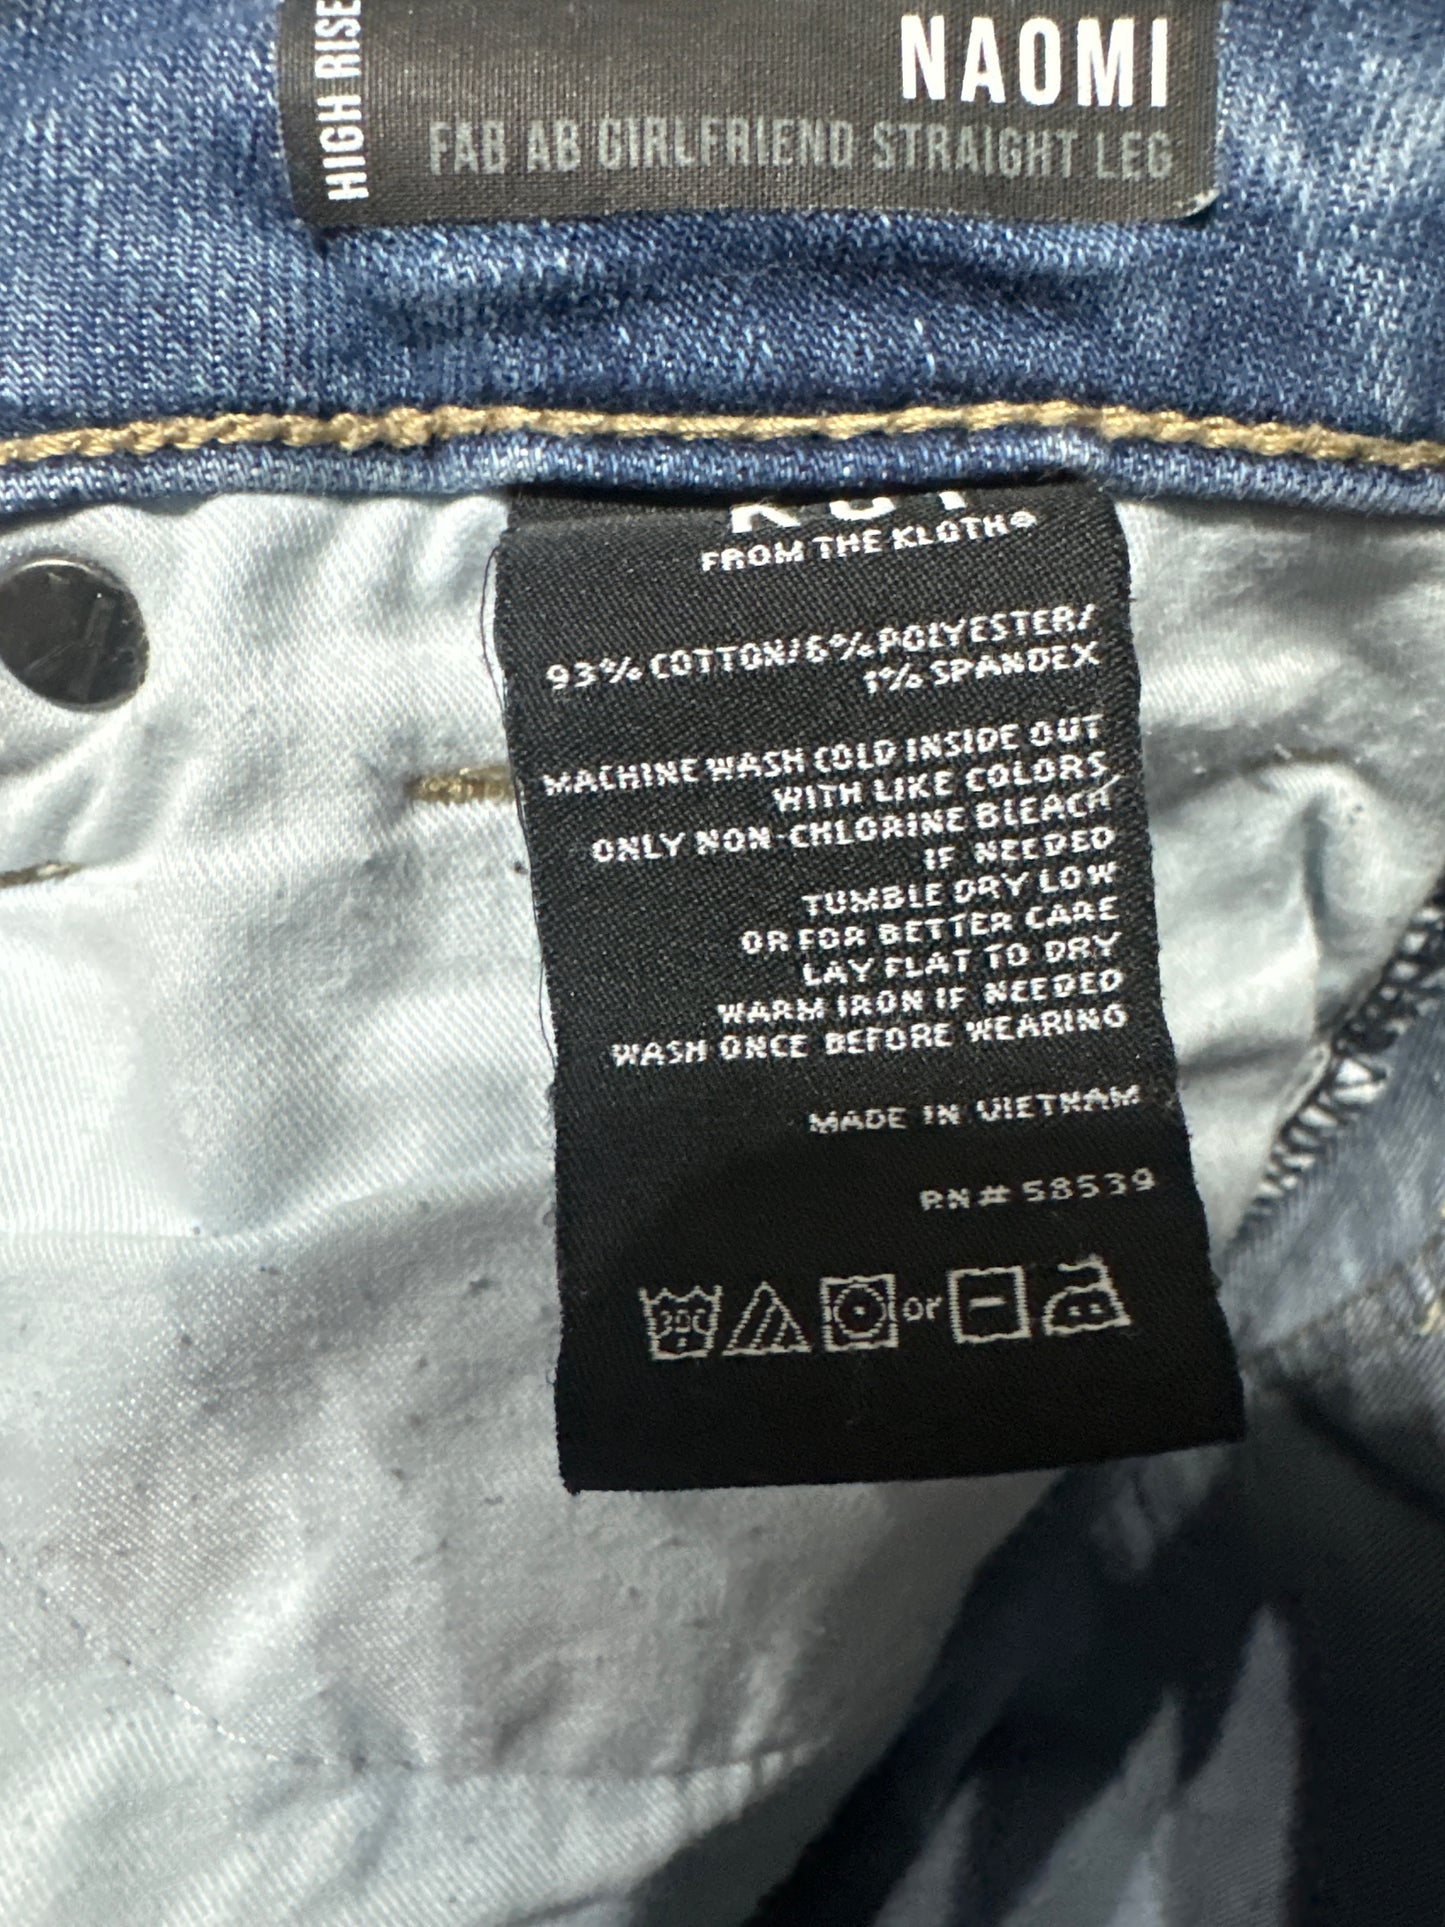 HIGH RISE
NAOMI
FAB AB GIRLFRIEND STRAIGHT LEG
KUT
FROM THE KLOTH®
93% COTTON/6% POLYESTER/
1% SPANDEX
MACHINE WASH COLD INSIDE OUT
WITH LIKE COLORS,
ONLY NON-CHLORINE BLEACH
IF NEEDED
TUMBLE DRY LOW
OR FOR BETTER CARE
LAY FLAT TO DRY
WARM IRON IF NEEDED
WASH ONCE BEFORE WEARING
MADE IN VIETNAM
RN# 58539
30C or